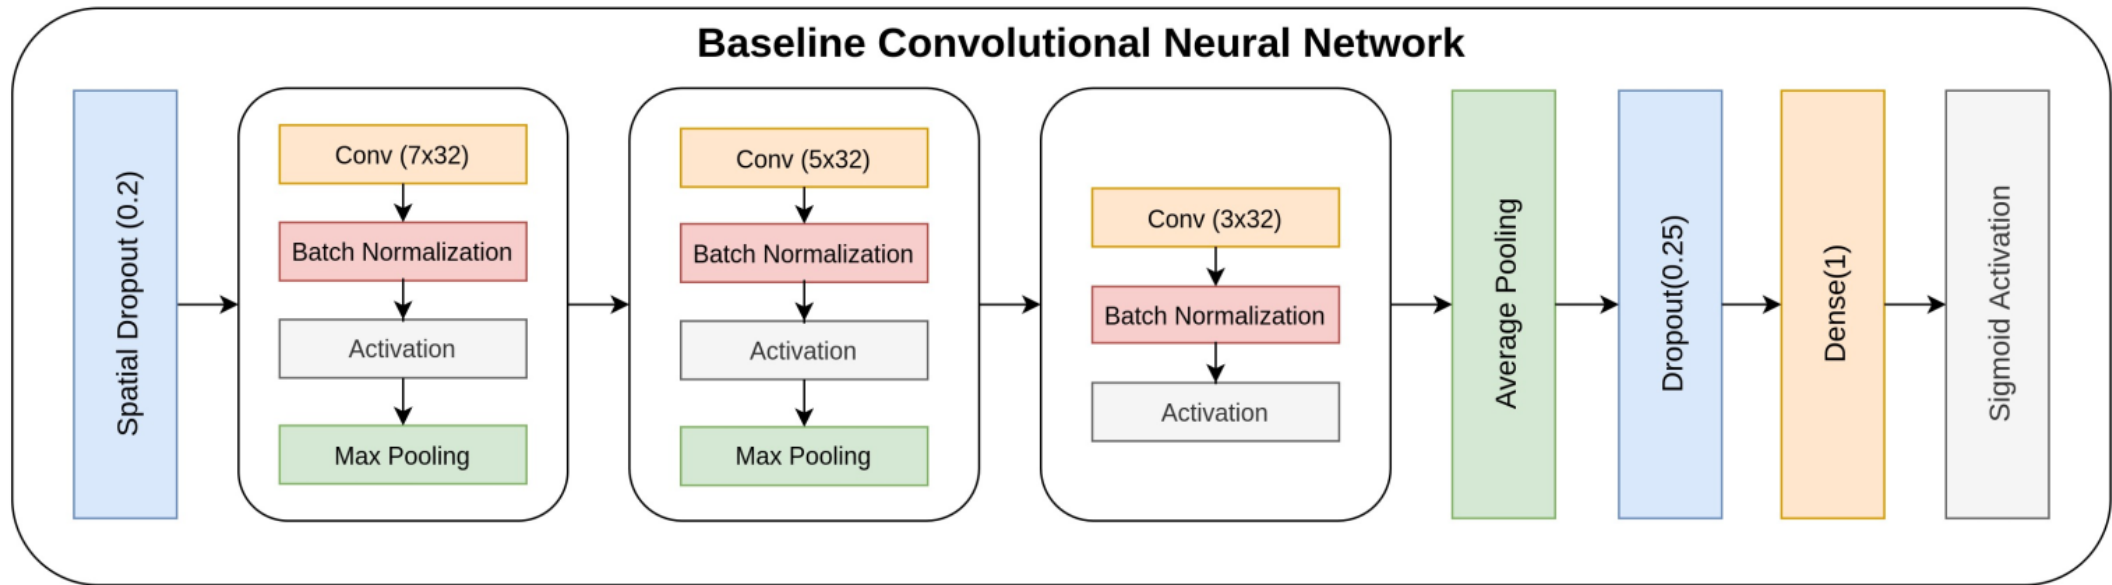 Baseline Convolutional Neural Network
Spatial Dropout (0.2)
Conv (7x32)
Batch Normalization
Activation
Max Pooling
Conv (5x32)
Batch Normalization
Activation
Max Pooling
Conv (3x32)
Batch Normalization
Activation
Average Pooling
Dropout(0.25)
Dense(1)
Sigmoid Activation